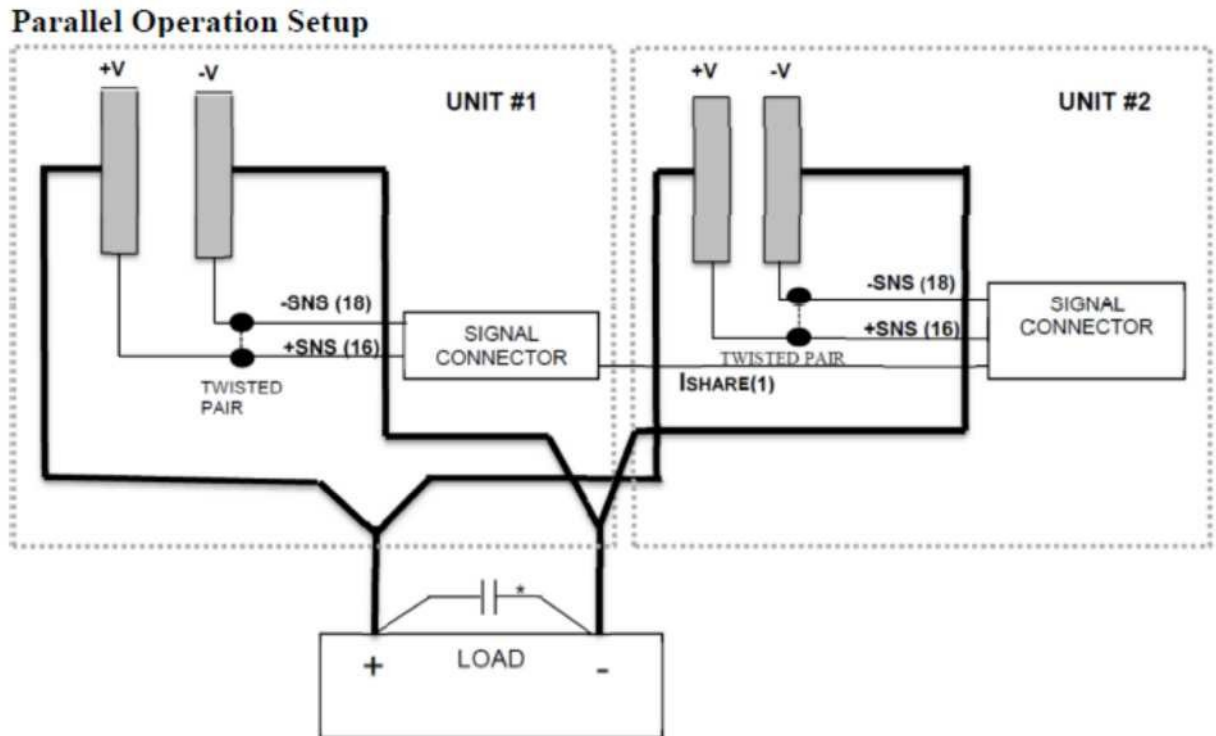 Parallel Operation Setup
+V
-V
UNIT #1
-SNS (18)
+SNS (16)
SIGNAL
CONNECTOR
TWISTED
PAIR
+V
-V
UNIT #2
-SNS (18)
+SNS (16)
SIGNAL
CONNECTOR
TWISTED PAIR
ISHARE(1)
*
+
LOAD
-